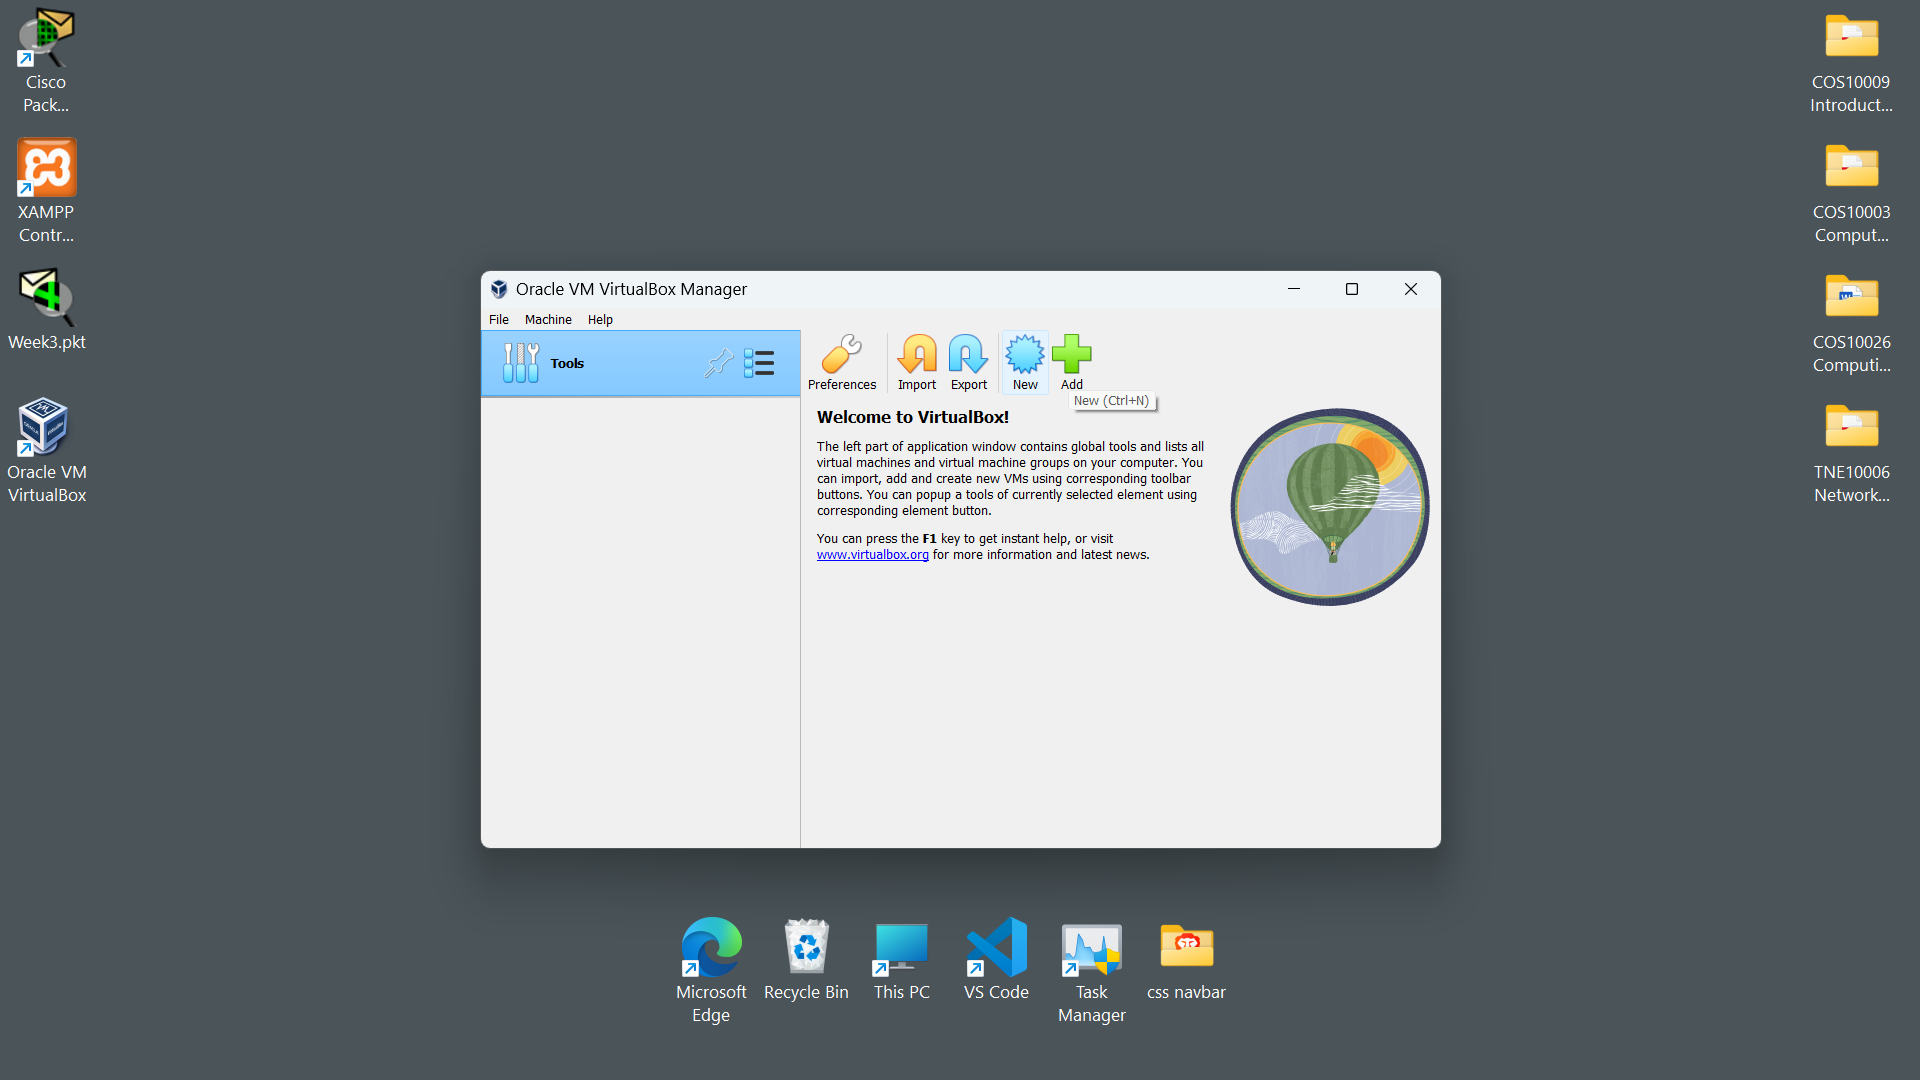 Cisco
Pack...
XAMPP
Contr...
Week3.pkt
Oracle VM
VirtualBox
COS10009
Introduct...
COS10003
Comput...
COS10026
Computi...
TNE10006
Network...
Oracle VM VirtualBox Manager
File Machine Help
Tools
Preferences Import Export New Add
New (Ctrl+N)
Welcome to VirtualBox!
The left part of application window contains global tools and lists all
virtual machines and virtual machine groups on your computer. You
can import, add and create new VMs using corresponding toolbar
buttons. You can popup a tools of currently selected element using
corresponding element button.
You can press the F1 key to get instant help, or visit
www.virtualbox.org for more information and latest news.
Microsoft
Edge
Recycle Bin
This PC
VS Code
Task
Manager
css navbar